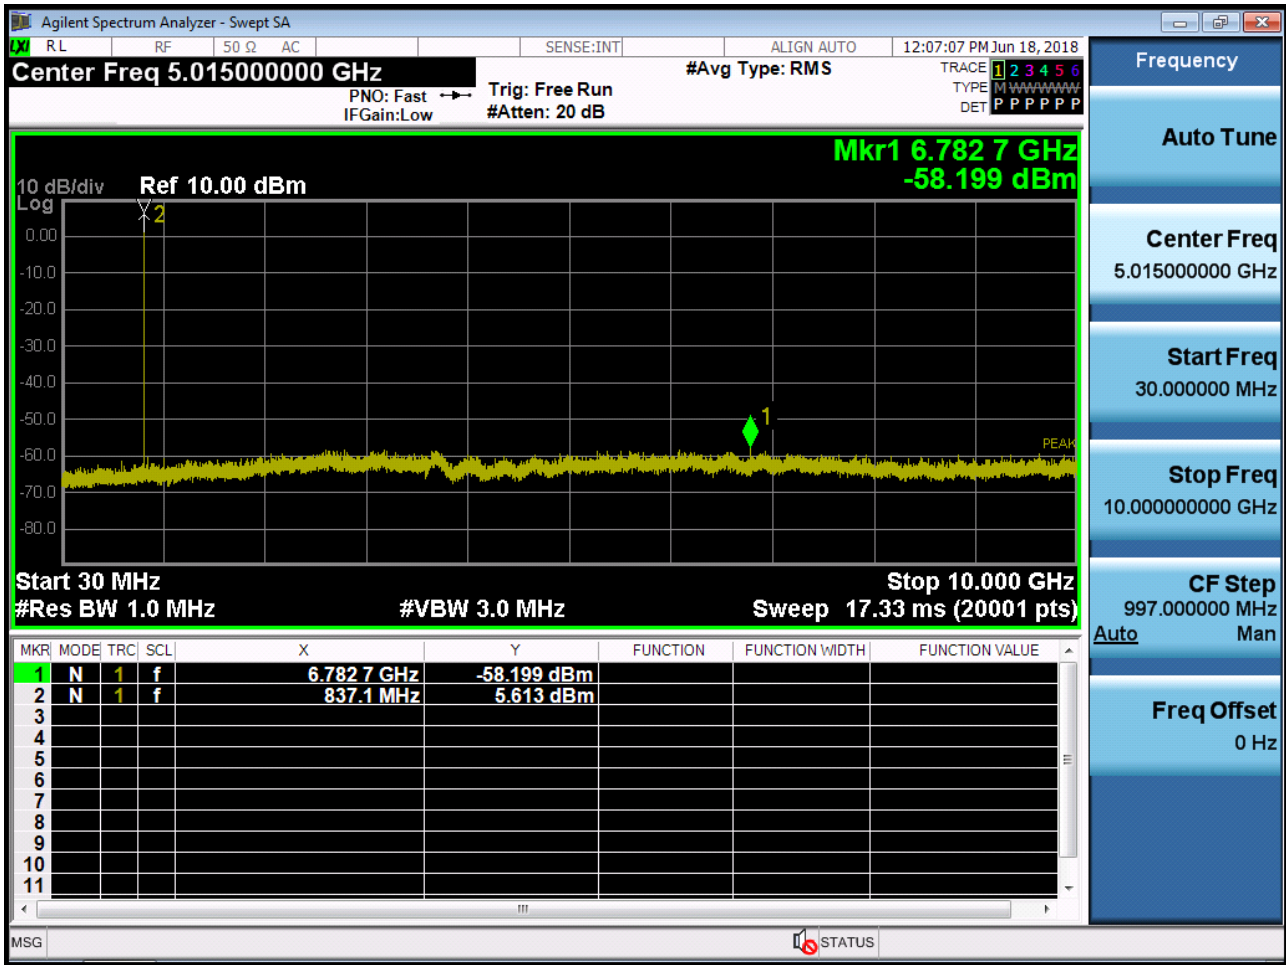 Agilent Spectrum Analyzer - Swept SA
LXI RL RF 50 Ω AC SENSE:INT ALIGN AUTO 12:07:07 PM Jun 18, 2018
Center Freq 5.015000000 GHz
#Avg Type: RMS
TRACE 1 2 3 4 5 6
PNO: Fast Trig: Free Run
TYPE M WWWWW
IFGain:Low #Atten: 20 dB
DET P P P P P P
Mkr1 6.782 7 GHz
-58.199 dBm
10 dB/div Ref 10.00 dBm
Log
2
0.00
-10.0
-20.0
-30.0
-40.0
-50.0
1
PEAK
-60.0
-70.0
-80.0
Start 30 MHz Stop 10.000 GHz
#Res BW 1.0 MHz #VBW 3.0 MHz Sweep 17.33 ms (20001 pts)
MKR MODE TRC SCL X Y FUNCTION FUNCTION WIDTH FUNCTION VALUE
1 N 1 f 6.782 7 GHz -58.199 dBm
2 N 1 f 837.1 MHz 5.613 dBm
3
4
5
6
7
8
9
10
11
MSG STATUS
Frequency
Auto Tune
Center Freq
5.015000000 GHz
Start Freq
30.000000 MHz
Stop Freq
10.000000000 GHz
CF Step
997.000000 MHz
Auto Man
Freq Offset
0 Hz